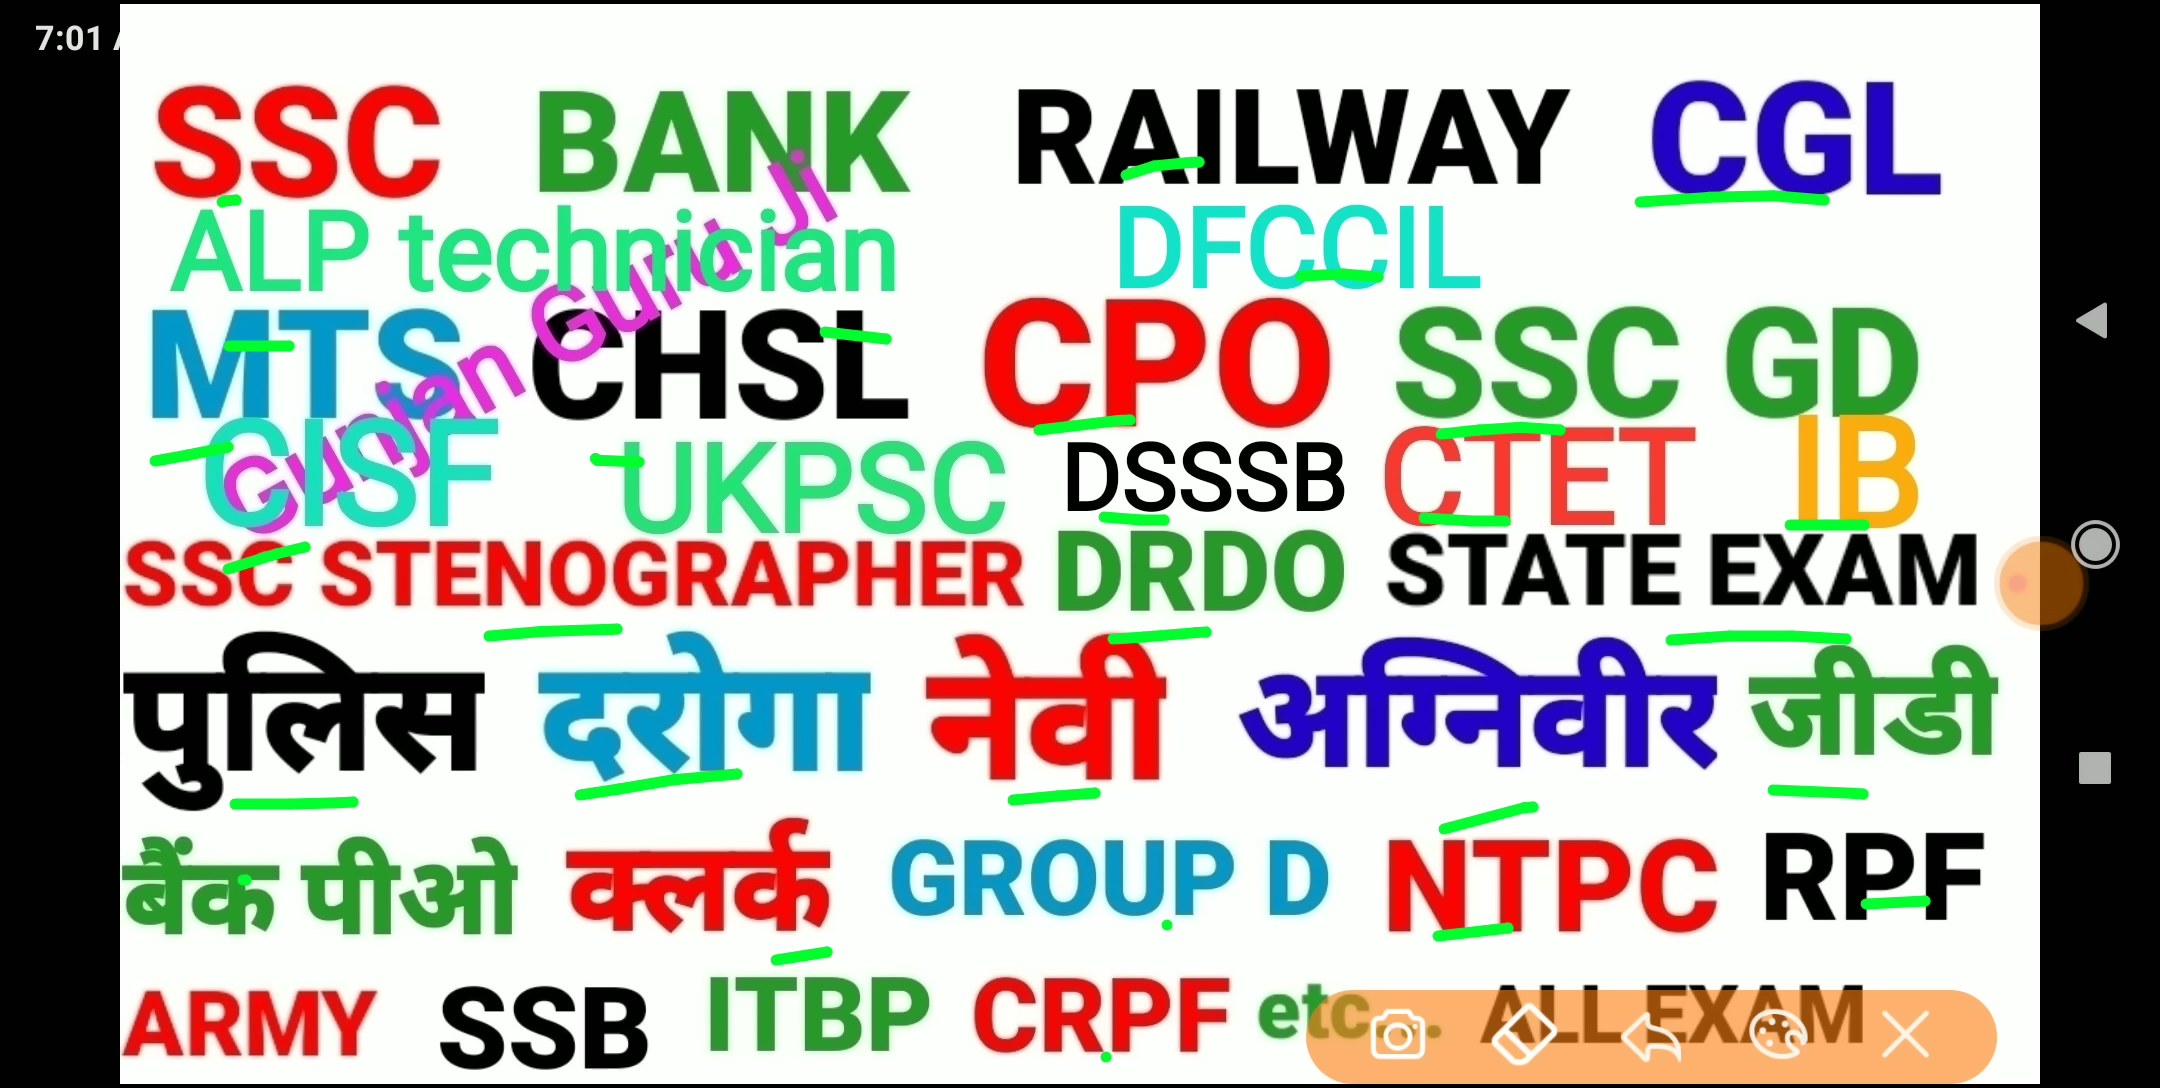 7:01
SSC BANK RAILWAY CGL
ALP technician DFCCIL
MTS CHSL CPO SSC GD
Gunjan Guru Ji
CISF UKPSC DSSSB CTET IB
SSC STENOGRAPHER DRDO STATE EXAM
पुलिस दरोगा नेवी अग्निवीर जीडी
बैंक पीओ क्लर्क GROUP D NTPC RPF
ARMY SSB ITBP CRPF etc... ALL EXAM